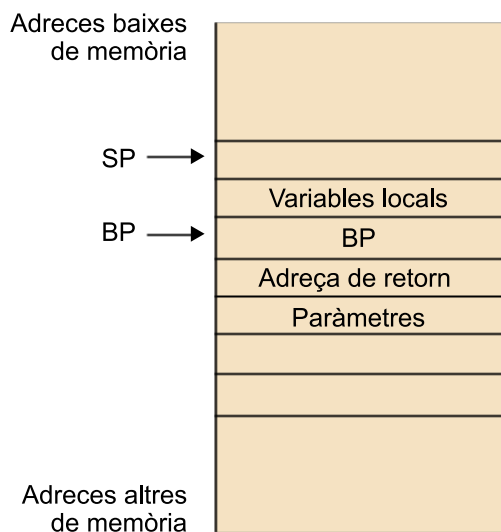 Adreces baixes
de memòria
SP
Variables locals
BP
BP
Adreça de retorn
Paràmetres
Adreces altres
de memòria